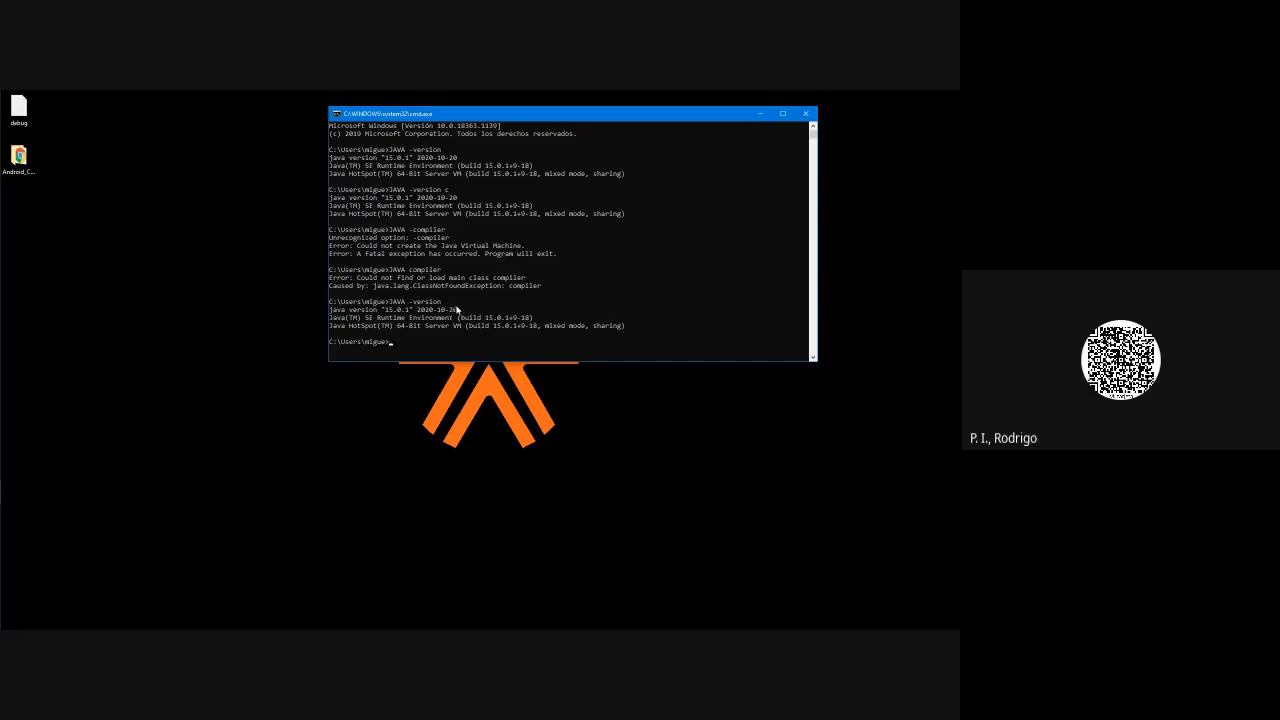 debug
Android_C...
C:\WINDOWS\system32\cmd.exe
Microsoft Windows [Versión 10.0.18363.1139]
(c) 2019 Microsoft Corporation. Todos los derechos reservados.
C:\Users\migue>JAVA -version
java version "15.0.1" 2020-10-20
Java(TM) SE Runtime Environment (build 15.0.1+9-18)
Java HotSpot(TM) 64-Bit Server VM (build 15.0.1+9-18, mixed mode, sharing)
C:\Users\migue>JAVA -version c
java version "15.0.1" 2020-10-20
Java(TM) SE Runtime Environment (build 15.0.1+9-18)
Java HotSpot(TM) 64-Bit Server VM (build 15.0.1+9-18, mixed mode, sharing)
C:\Users\migue>JAVA -compiler
Unrecognized option: -compiler
Error: Could not create the Java Virtual Machine.
Error: A fatal exception has occurred. Program will exit.
C:\Users\migue>JAVA compiler
Error: Could not find or load main class compiler
Caused by: java.lang.ClassNotFoundException: compiler
C:\Users\migue>JAVA -version
java version "15.0.1" 2020-10-20
Java(TM) SE Runtime Environment (build 15.0.1+9-18)
Java HotSpot(TM) 64-Bit Server VM (build 15.0.1+9-18, mixed mode, sharing)
C:\Users\migue>
P. I., Rodrigo